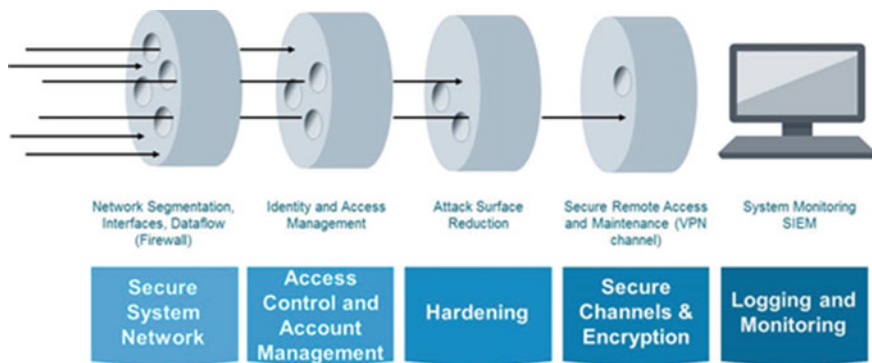 Network Segmentation,
Interfaces, Dataflow
(Firewall)
Identity and Access
Management
Attack Surface
Reduction
Secure Remote Access
and Maintenance (VPN
channel)
System Monitoring
SIEM
Secure
System
Network
Access
Control and
Account
Management
Hardening
Secure
Channels &
Encryption
Logging and
Monitoring